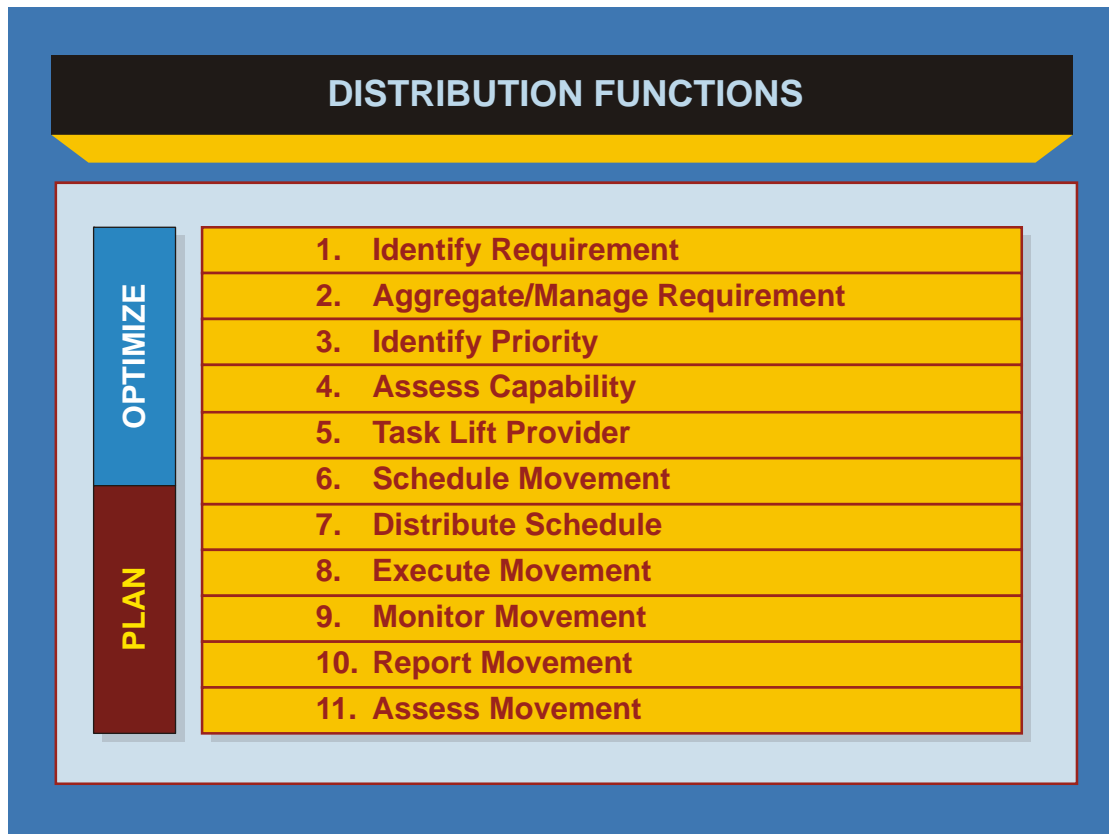 DISTRIBUTION FUNCTIONS
OPTIMIZE
PLAN
1. Identify Requirement
2. Aggregate/Manage Requirement
3. Identify Priority
4. Assess Capability
5. Task Lift Provider
6. Schedule Movement
7. Distribute Schedule
8. Execute Movement
9. Monitor Movement
10. Report Movement
11. Assess Movement